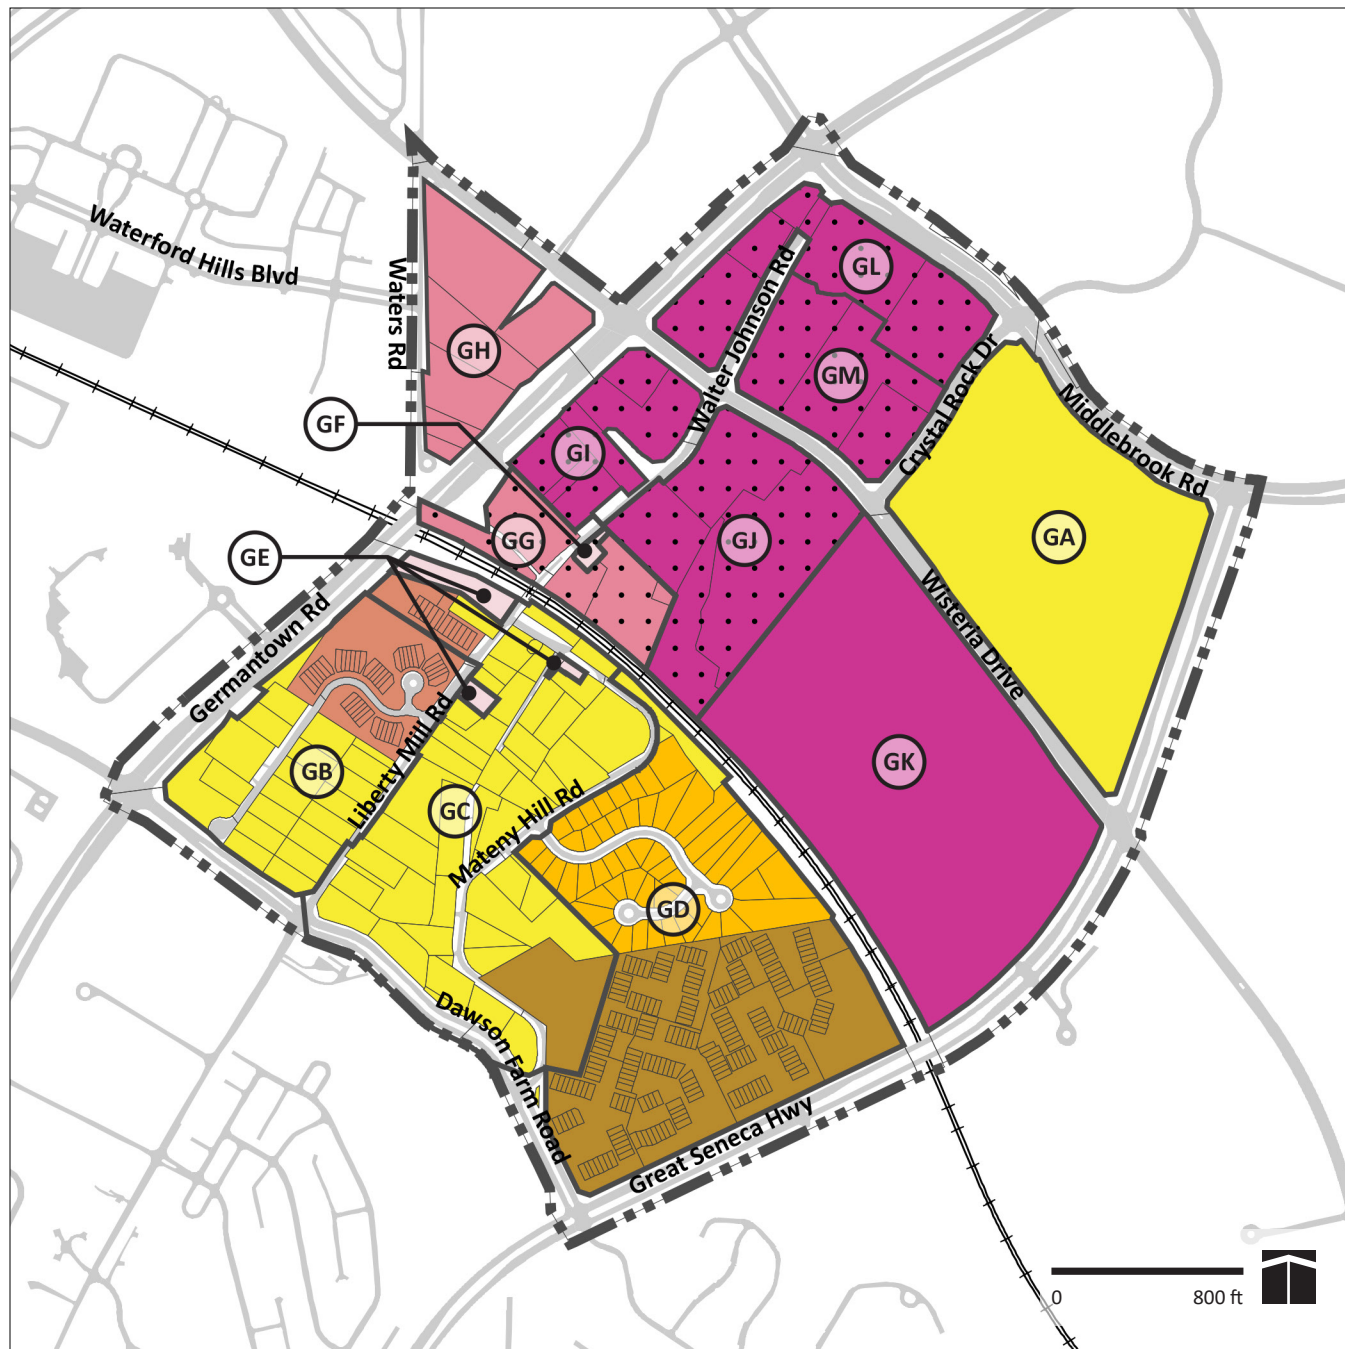 Waterford Hills Blvd
Waters Rd
GL
Walter Johnson Rd
GH
GM
Crystal Rock Dr
Middlebrook Rd
GF
GI
GG
GJ
GA
GE
Wisteria Drive
Germantown Rd
Liberty Mill Rd
GB
GC
Mateny Hill Rd
GK
GD
Dawson Farm Road
Great Seneca Hwy
0 800 ft